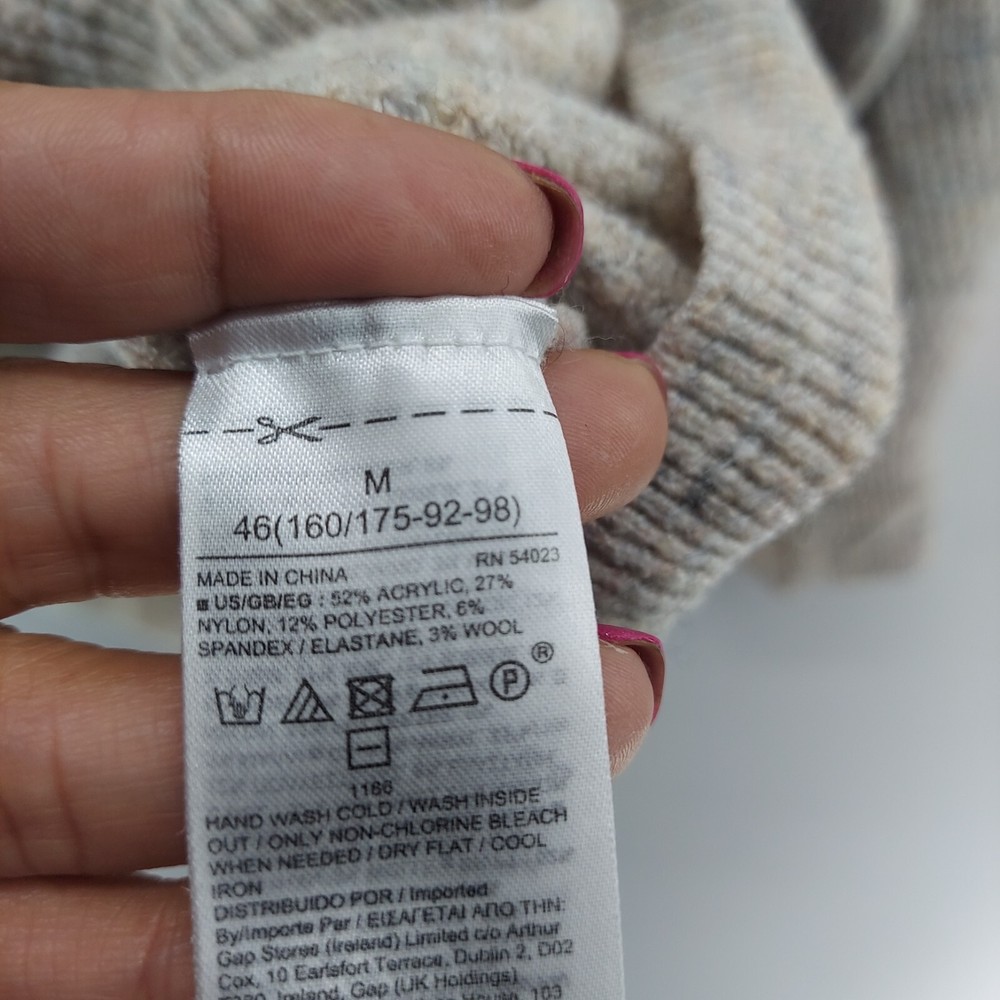 M
46(160/175-92-98)
RN 54023
MADE IN CHINA
US/GB/EG : 52% ACRYLIC, 27%
NYLON, 12% POLYESTER, 6%
SPANDEX / ELASTANE, 3% WOOL
P ®
1166
HAND WASH COLD / WASH INSIDE
OUT / ONLY NON-CHLORINE BLEACH
WHEN NEEDED / DRY FLAT / COOL
IRON
DISTRIBUIDO POR / Imported
By/Importe Par / ΕΙΣΑΓΕΤΑΙ ΑΠΟ ΤΗΝ:
Gap Stores (Ireland) Limited c/o Arthur
Cox, 10 Earlsfort Terrace, Dublin 2, D02
Ireland, Gap (UK Holdings)
House, 103